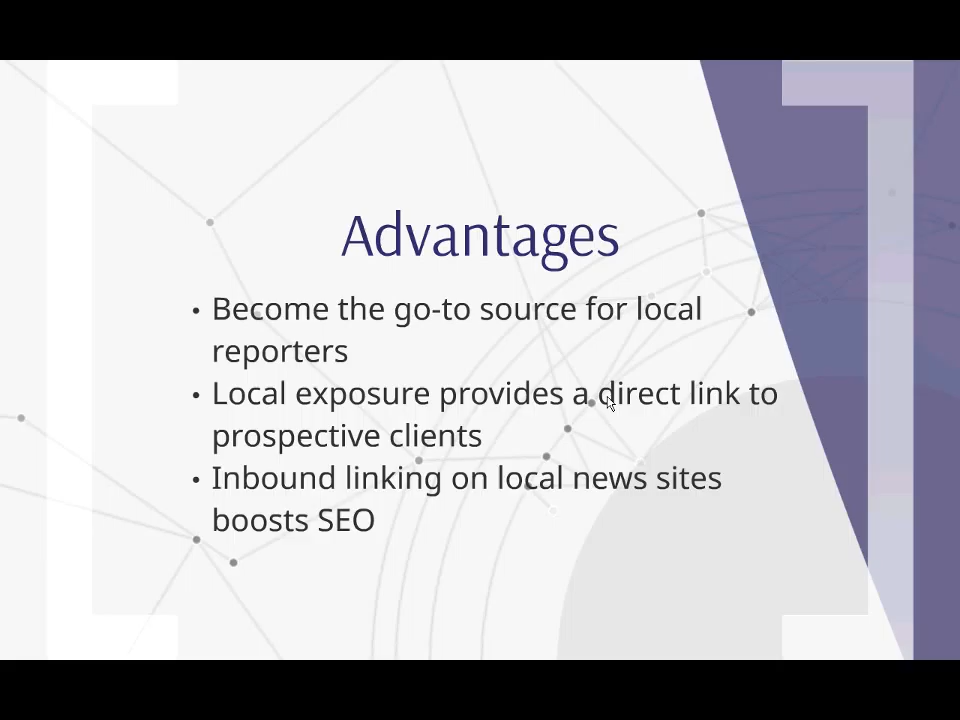 Advantages
• Become the go-to source for local
reporters
• Local exposure provides a direct link to
prospective clients
• Inbound linking on local news sites
boosts SEO